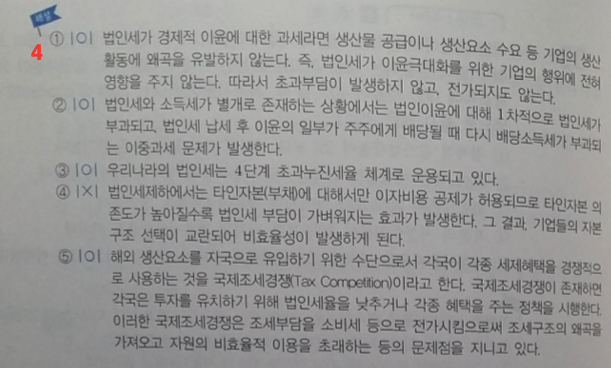 해설
4
① |O| 법인세가 경제적 이윤에 대한 과세라면 생산물 공급이나 생산요소 수요 등 기업의 생산
활동에 왜곡을 유발하지 않는다. 즉, 법인세가 이윤극대화를 위한 기업의 행위에 전혀
영향을 주지 않는다. 따라서 초과부담이 발생하지 않고, 전가되지도 않는다.
② |O| 법인세와 소득세가 별개로 존재하는 상황에서는 법인이윤에 대해 1차적으로 법인세가
부과되고, 법인세 납세 후 이윤의 일부가 주주에게 배당될 때 다시 배당소득세가 부과되
는 이중과세 문제가 발생한다.
③ |O| 우리나라의 법인세는 4단계 초과누진세율 체계로 운용되고 있다.
④ |X| 법인세제하에서는 타인자본(부채)에 대해서만 이자비용 공제가 허용되므로 타인자본 의
존도가 높아질수록 법인세 부담이 가벼워지는 효과가 발생한다. 그 결과, 기업들의 자본
구조 선택이 교란되어 비효율성이 발생하게 된다.
⑤ |O| 해외 생산요소를 자국으로 유입하기 위한 수단으로서 각국이 각종 세제혜택을 경쟁적으
로 사용하는 것을 국제조세경쟁(Tax Competition)이라고 한다. 국제조세경쟁이 존재하면
각국은 투자를 유치하기 위해 법인세율을 낮추거나 각종 혜택을 주는 정책을 시행한다.
이러한 국제조세경쟁은 조세부담을 소비세 등으로 전가시킴으로써 조세구조의 왜곡을
가져오고 자원의 비효율적 이용을 초래하는 등의 문제점을 지니고 있다.